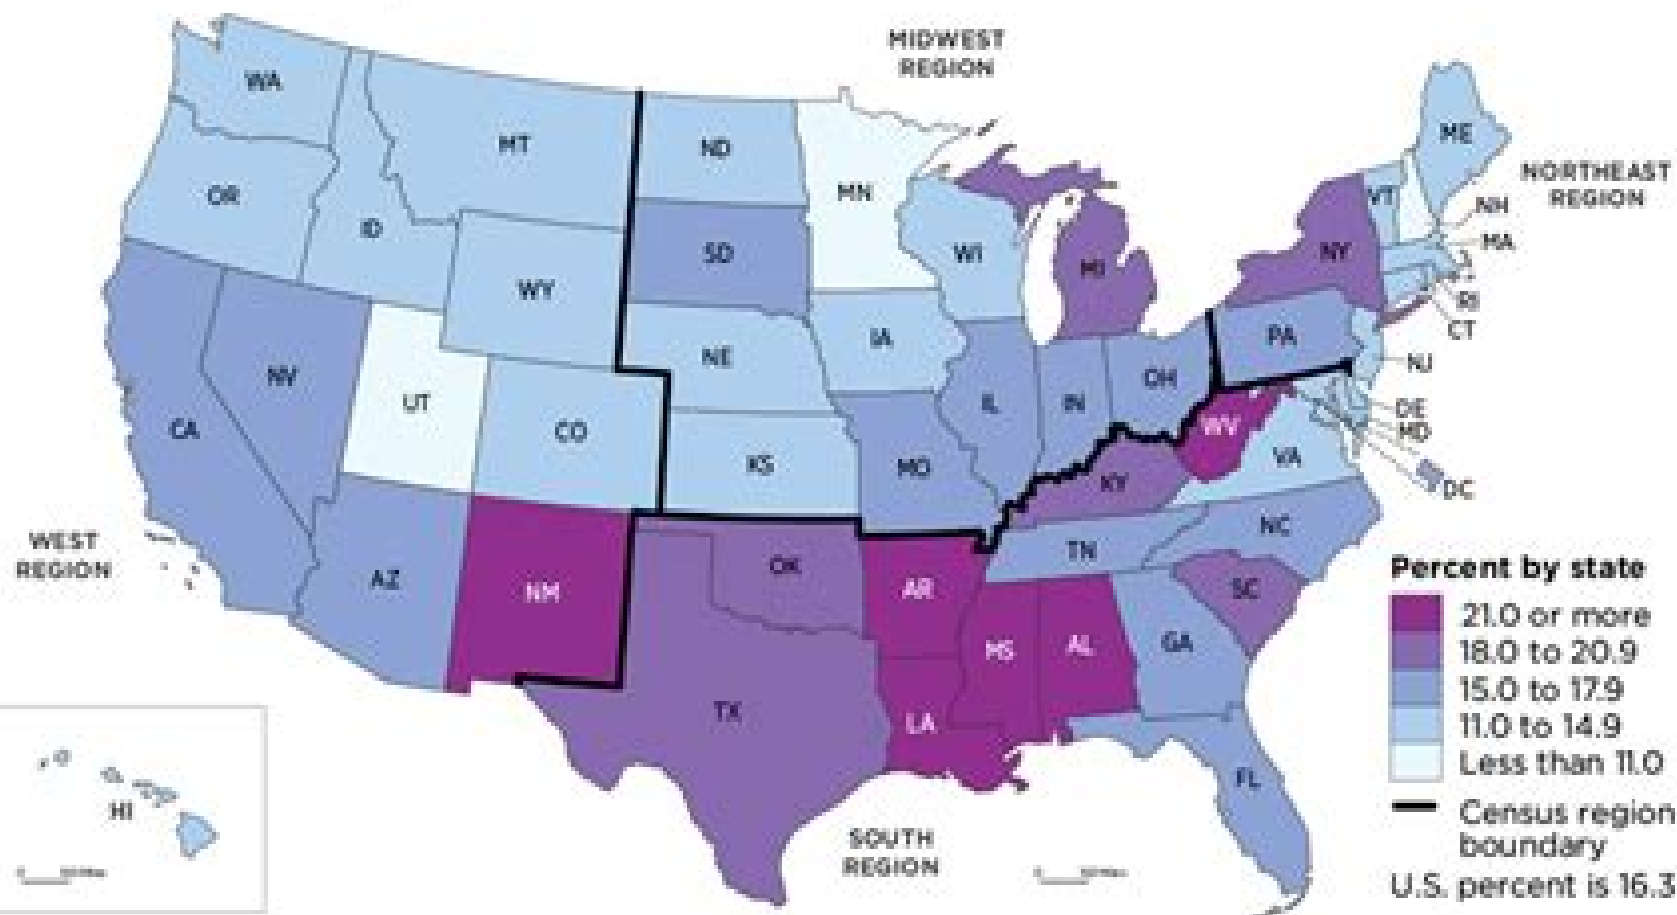 MIDWEST
REGION
WA
MT
ND
ME
OR
MN
NORTHEAST
REGION
ID
VT
NH
SD
WI
NY
MA
MI
WY
RI
CT
IA
PA
NE
NJ
NV
OH
UT
IL
IN
CA
CO
DE
WV
MD
KS
MO
VA
KY
DC
WEST
REGION
NC
TN
AZ
OK
NM
AR
SC
MS
AL
GA
TX
LA
FL
HI
SOUTH
REGION
Percent by state
21.0 or more
18.0 to 20.9
15.0 to 17.9
11.0 to 14.9
Less than 11.0
Census region
boundary
U.S. percent is 16.3
0
0